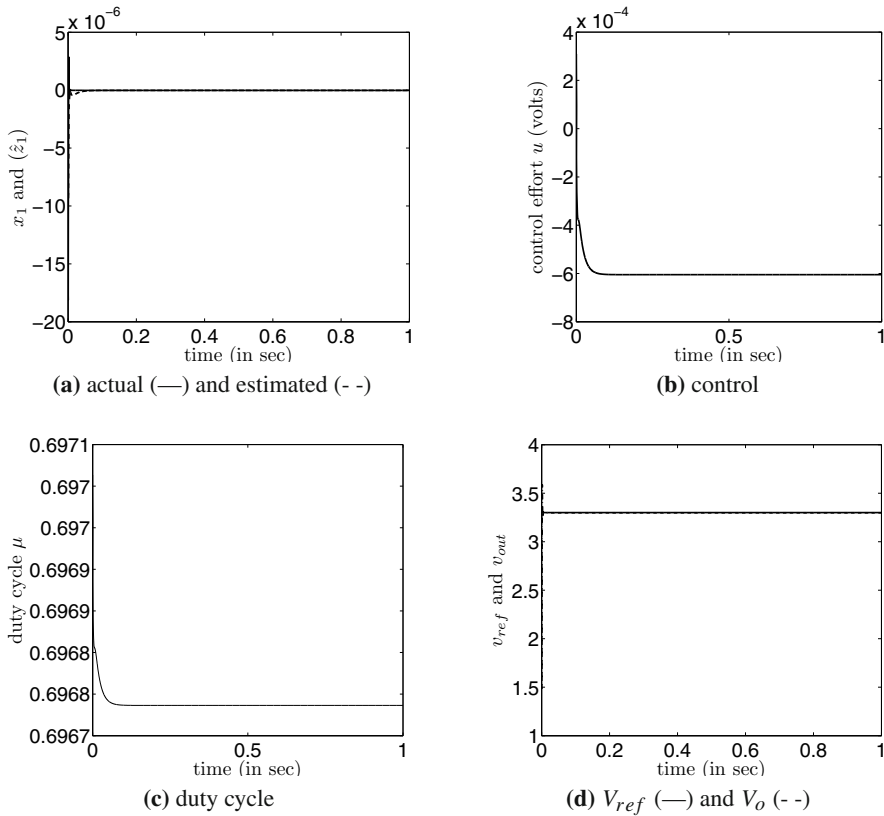 x 10⁻⁶
5
0
−5
−10
−15
−20
0 0.2 0.4 0.6 0.8 1
x₁ and (ẑ₁)
time (in sec)
(a) actual (—) and estimated (- -)
x 10⁻⁴
4
2
0
−2
−4
−6
−8
0 0.5 1
control effort u (volts)
time (in sec)
(b) control
0.6971
0.697
0.697
0.6969
0.6969
0.6968
0.6968
0.6967
0 0.5 1
duty cycle μ
time (in sec)
(c) duty cycle
4
3.5
3
2.5
2
1.5
1
0 0.2 0.4 0.6 0.8 1
v_ref and v_out
time (in sec)
(d) V_ref (—) and V_o (- -)